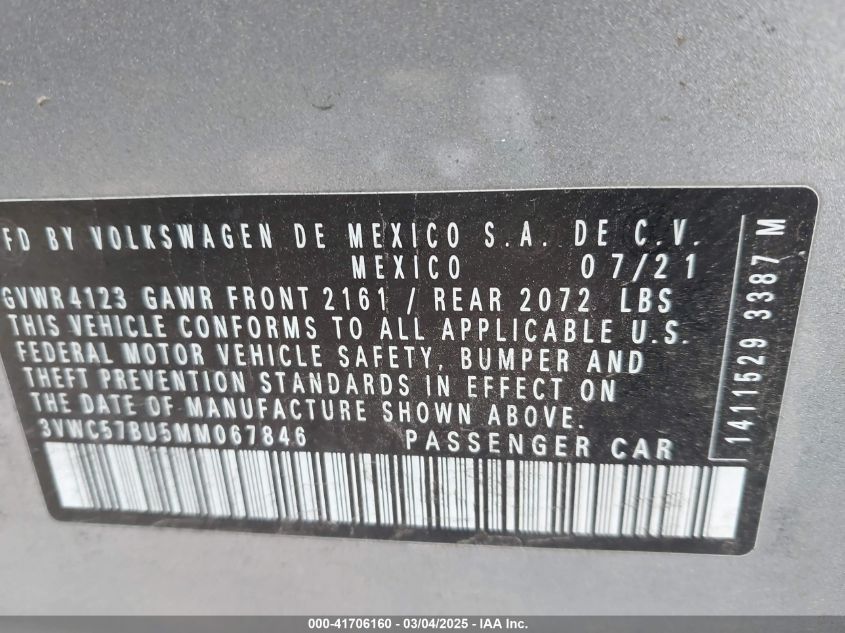 FD BY VOLKSWAGEN DE MEXICO S.A. DE C.V.
MEXICO 07/21
GVWR 4123 GAWR FRONT 2161 / REAR 2072 LBS
THIS VEHICLE CONFORMS TO ALL APPLICABLE U.S.
FEDERAL MOTOR VEHICLE SAFETY, BUMPER AND
THEFT PREVENTION STANDARDS IN EFFECT ON
THE DATE OF MANUFACTURE SHOWN ABOVE.
3VWC57BU5MM067846 PASSENGER CAR
1411529 3387 M
000-41706160 — 03/04/2025 — IAA Inc.